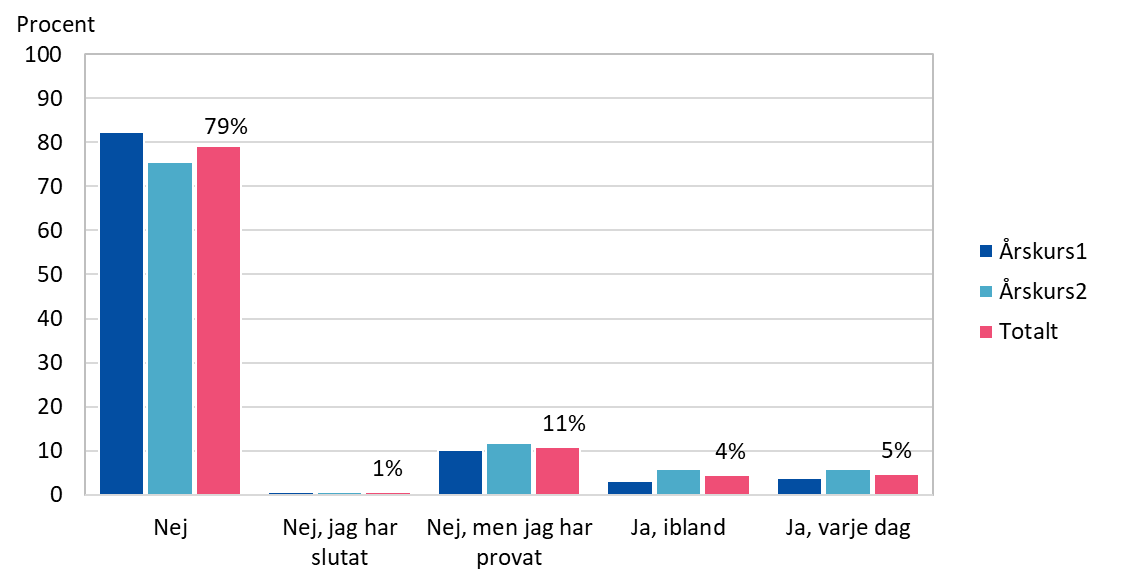 Procent
100
90
80
70
60
50
40
30
20
10
0
79%
1%
11%
4%
5%
Nej
Nej, jag har
slutat
Nej, men jag har
provat
Ja, ibland
Ja, varje dag
Årskurs1
Årskurs2
Totalt